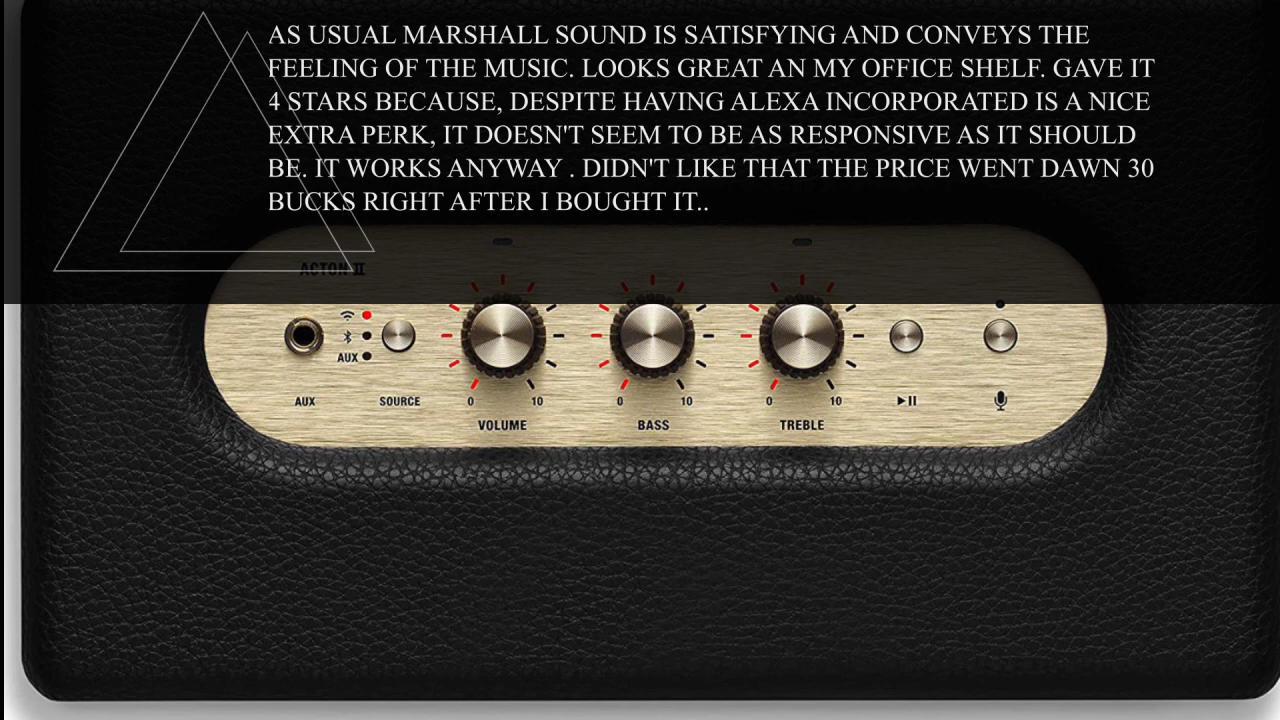 AS USUAL MARSHALL SOUND IS SATISFYING AND CONVEYS THE
FEELING OF THE MUSIC. LOOKS GREAT AN MY OFFICE SHELF. GAVE IT
4 STARS BECAUSE, DESPITE HAVING ALEXA INCORPORATED IS A NICE
EXTRA PERK, IT DOESN'T SEEM TO BE AS RESPONSIVE AS IT SHOULD
BE. IT WORKS ANYWAY . DIDN'T LIKE THAT THE PRICE WENT DAWN 30
BUCKS RIGHT AFTER I BOUGHT IT..
ACTON II
AUX
AUX SOURCE 0 10 0 10 0 10
VOLUME BASS TREBLE